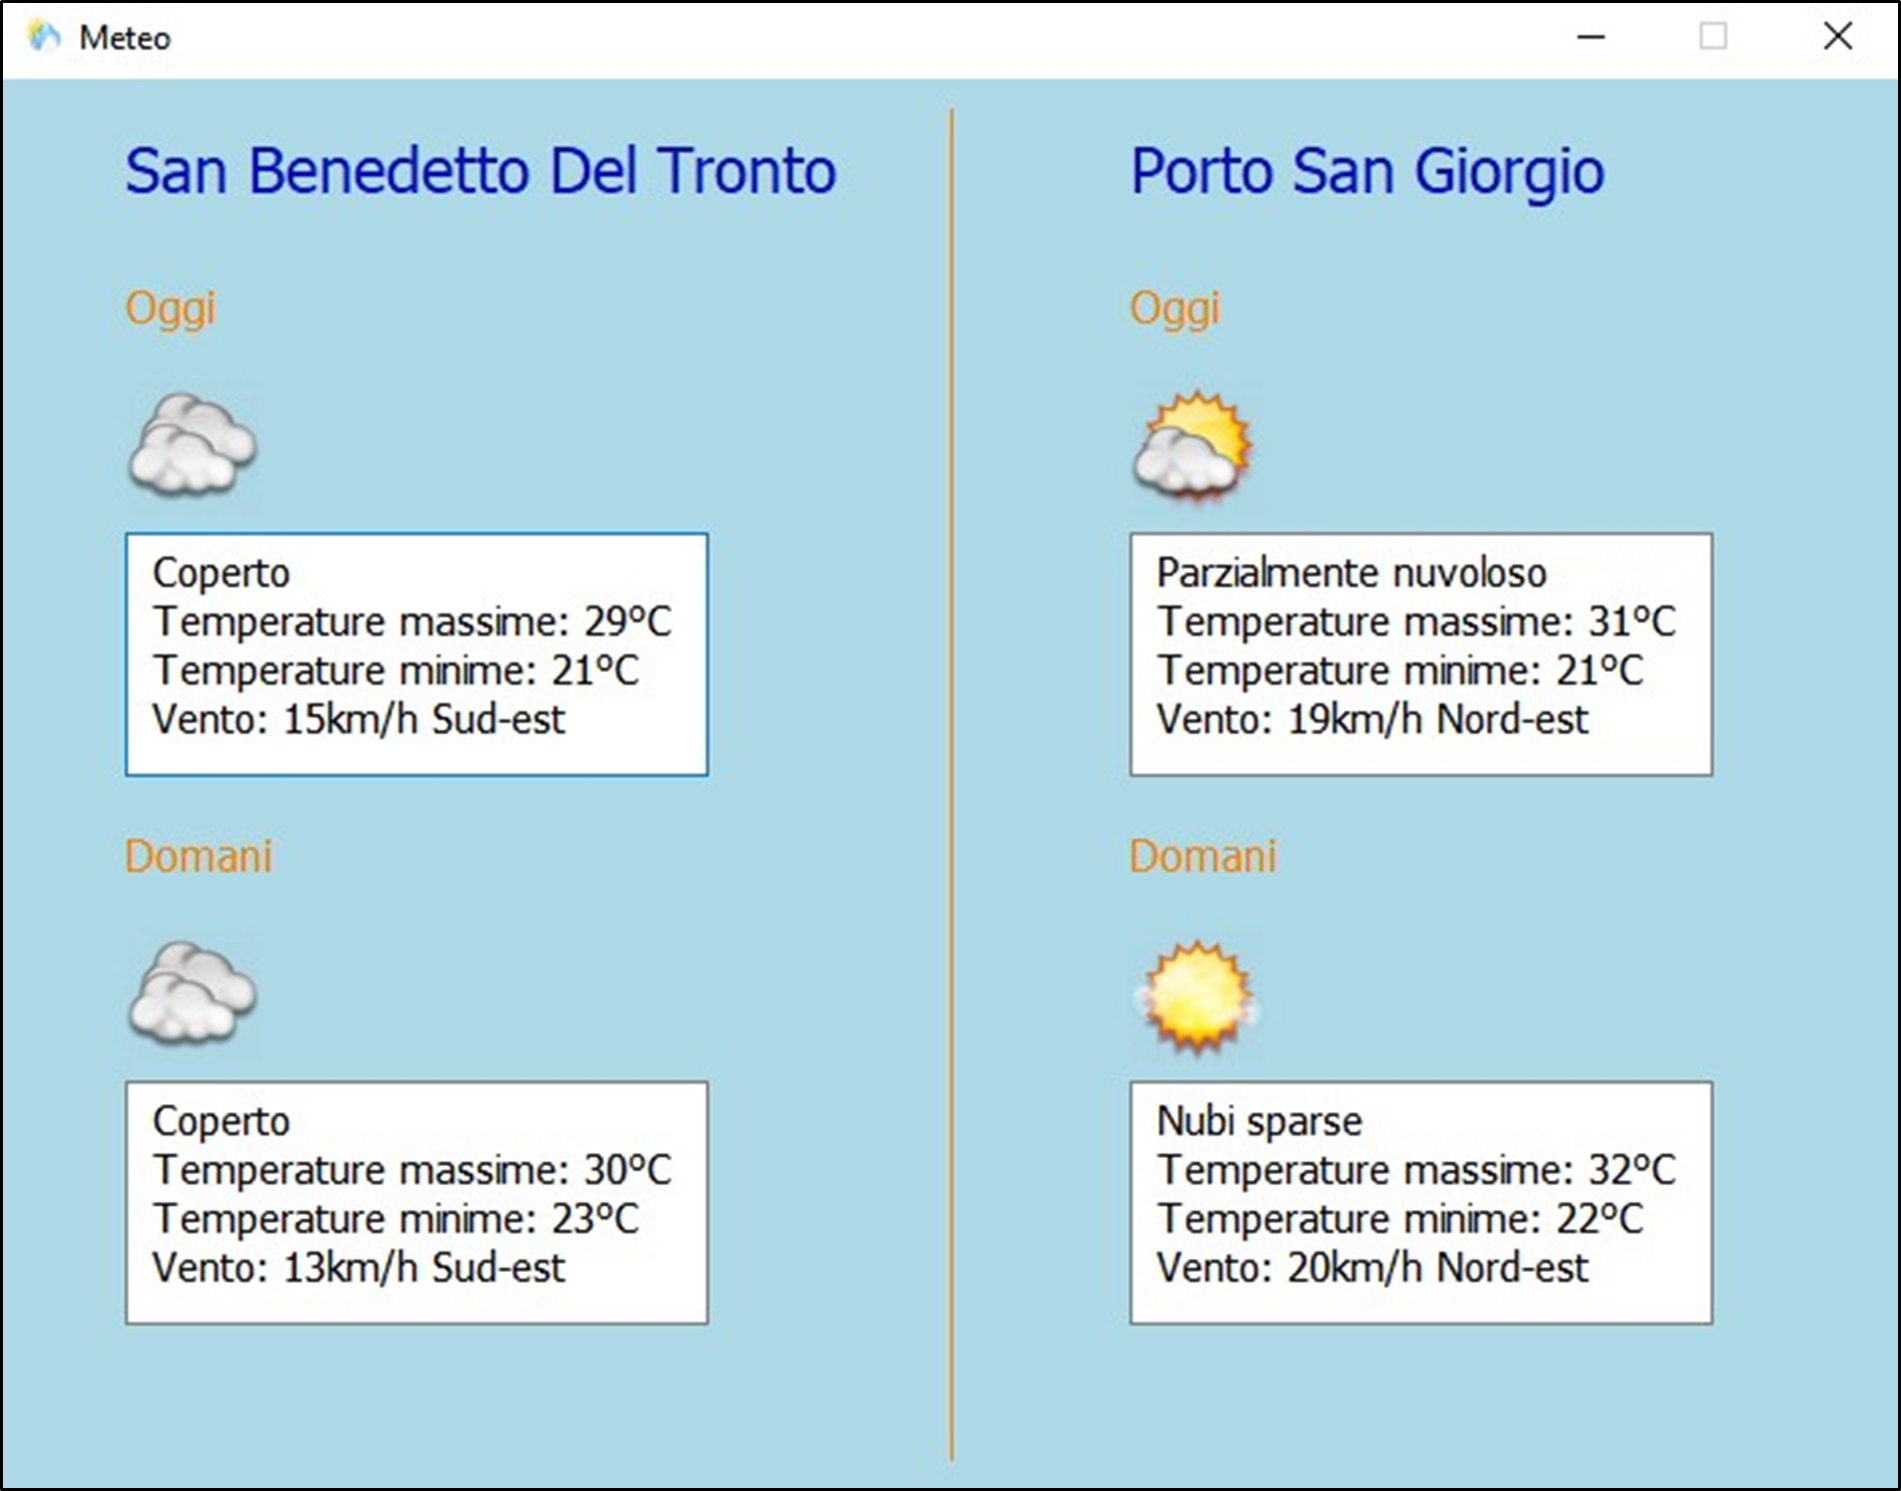 Meteo
San Benedetto Del Tronto
Oggi
Coperto
Temperature massime: 29°C
Temperature minime: 21°C
Vento: 15km/h Sud-est
Domani
Coperto
Temperature massime: 30°C
Temperature minime: 23°C
Vento: 13km/h Sud-est
Porto San Giorgio
Oggi
Parzialmente nuvoloso
Temperature massime: 31°C
Temperature minime: 21°C
Vento: 19km/h Nord-est
Domani
Nubi sparse
Temperature massime: 32°C
Temperature minime: 22°C
Vento: 20km/h Nord-est